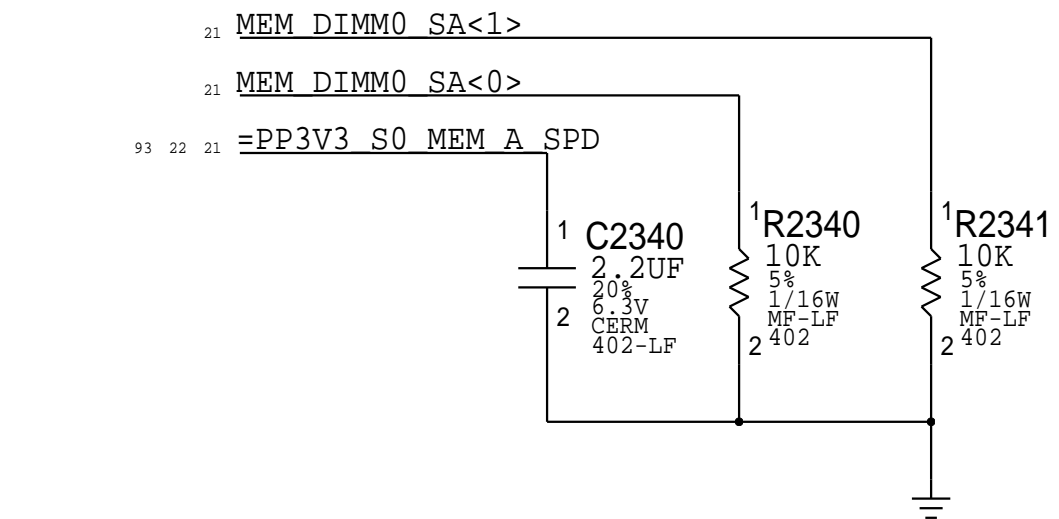 21 MEM_DIMM0_SA<1>
21 MEM_DIMM0_SA<0>
93 22 21 =PP3V3_S0_MEM_A_SPD
1
C2340
2.2UF
20%
6.3V
CERM
402-LF
2
1
R2340
10K
5%
1/16W
MF-LF
402
2
1
R2341
10K
5%
1/16W
MF-LF
402
2